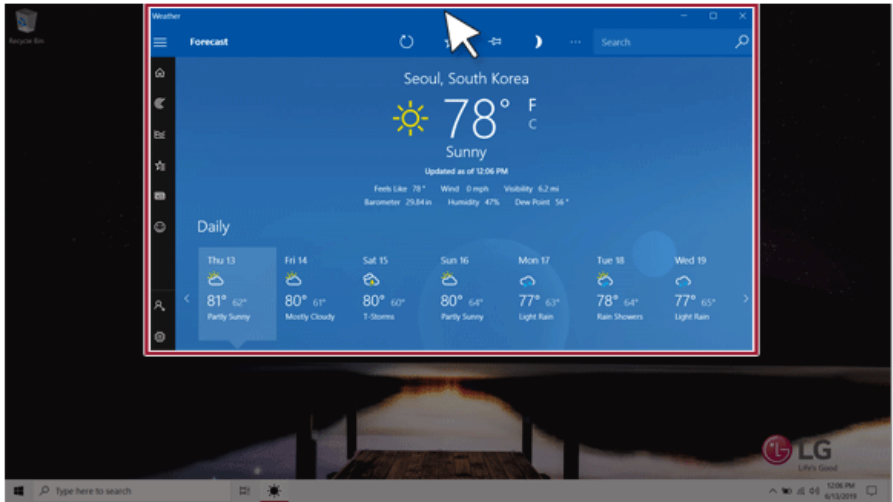 Weather
Recycle Bin
Forecast
Search
Seoul, South Korea
78° F
C
Sunny
Updated as of 12:06 PM
Feels Like 78° Wind 0 mph Visibility 6.2 mi
Barometer 29.84 in Humidity 47% Dew Point 56°
Daily
Thu 13 Fri 14 Sat 15 Sun 16 Mon 17 Tue 18 Wed 19
81° 62° 80° 61° 80° 60° 80° 64° 77° 63° 78° 64° 77° 65°
Partly Sunny Mostly Cloudy T-Storms Partly Sunny Light Rain Rain Showers Light Rain
LG
Life's Good
Type here to search
12:06 PM
6/13/2019